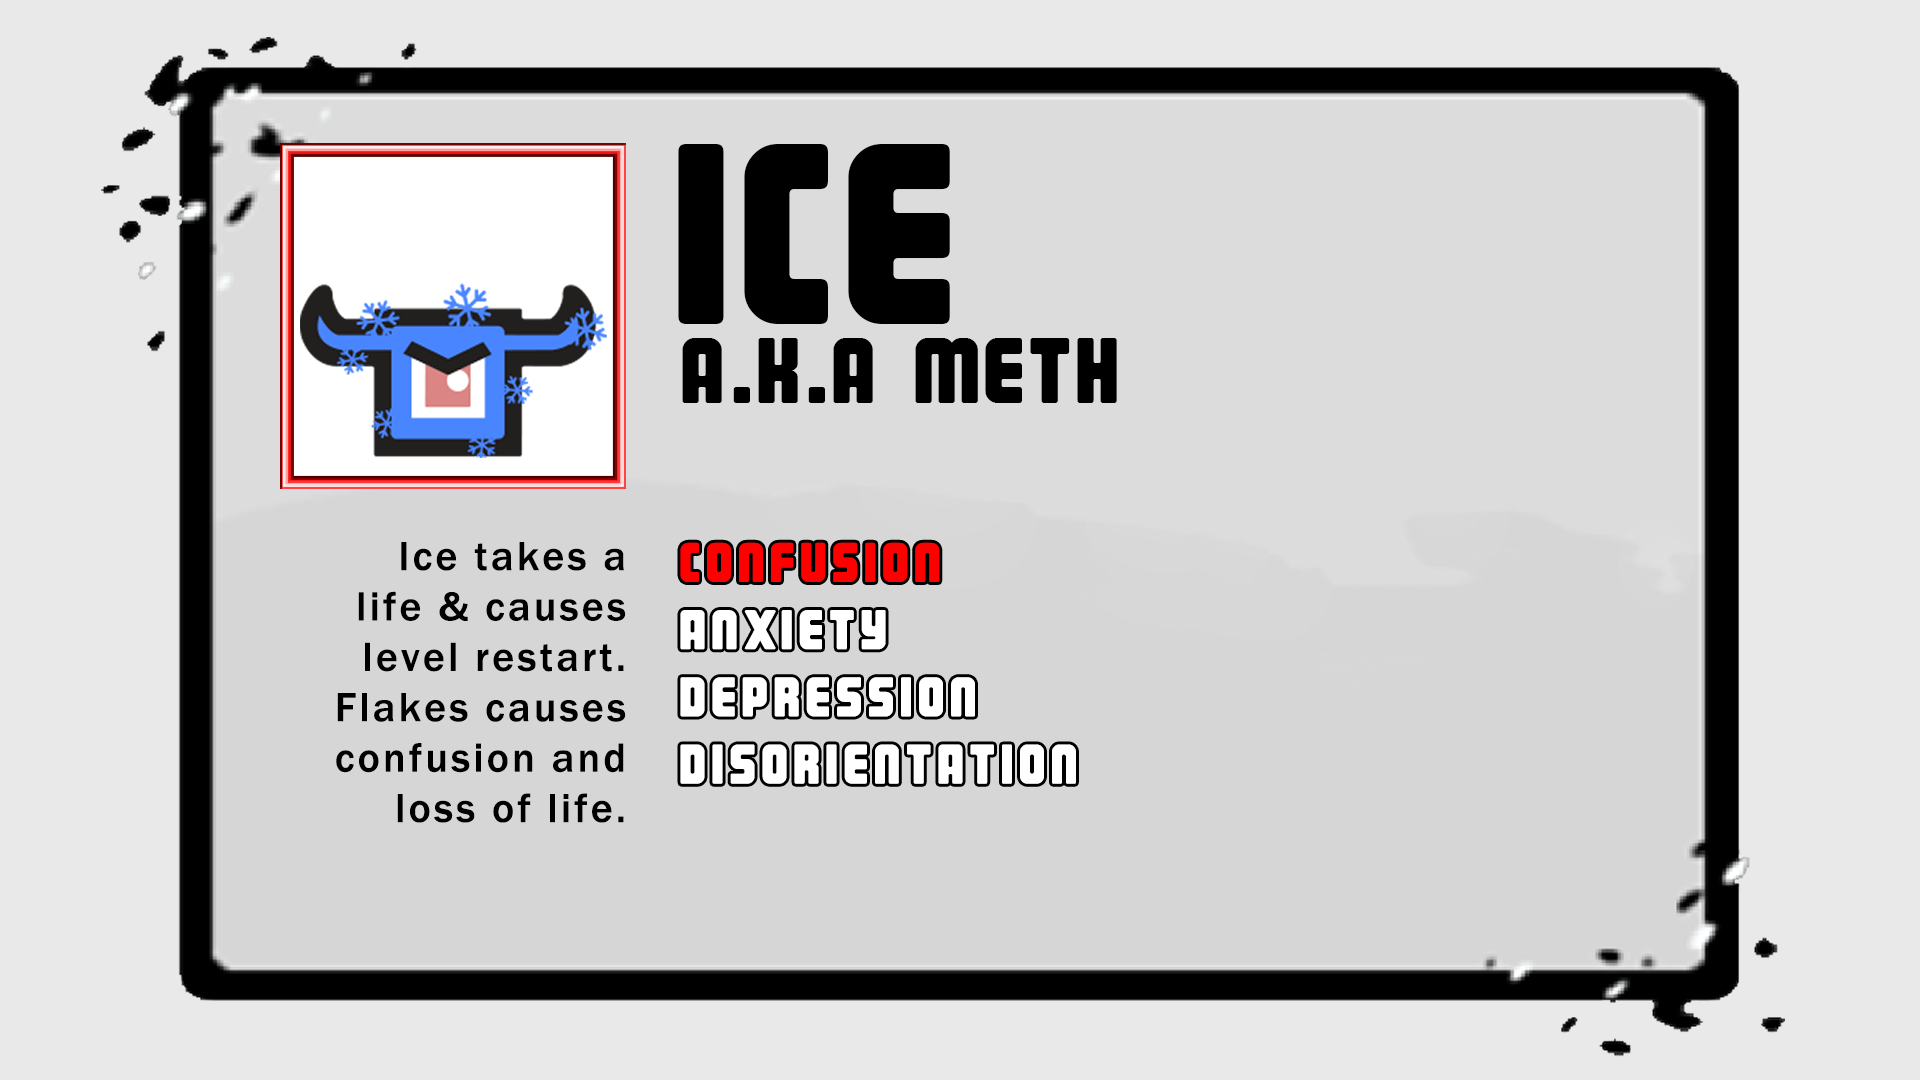 ICE
A.K.A METH
Ice takes a
life & causes
level restart.
Flakes causes
confusion and
loss of life.
CONFUSION
ANXIETY
DEPRESSION
DISORIENTATION